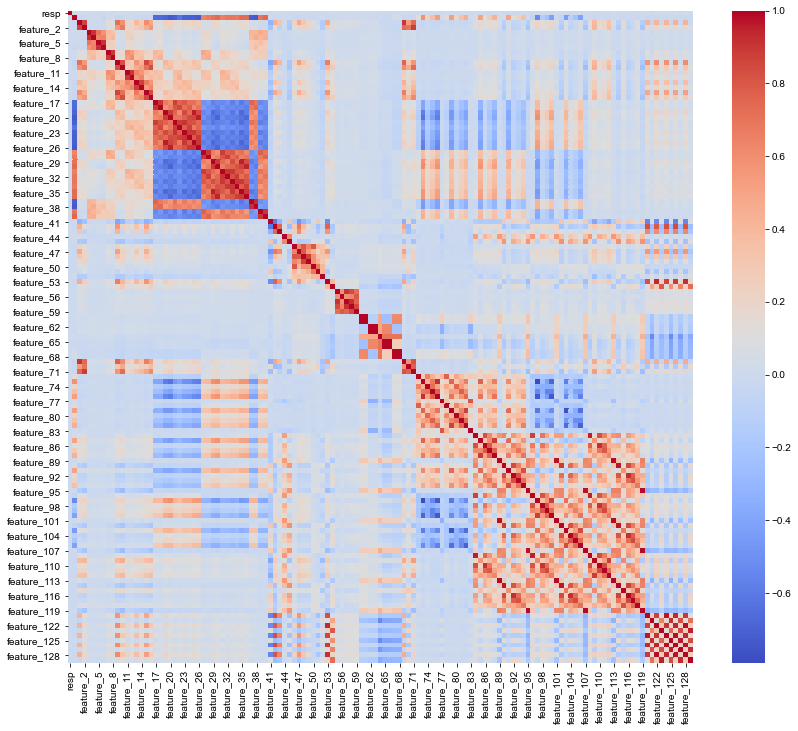 resp
feature_2
feature_5
feature_8
feature_11
feature_14
feature_17
feature_20
feature_23
feature_26
feature_29
feature_32
feature_35
feature_38
feature_41
feature_44
feature_47
feature_50
feature_53
feature_56
feature_59
feature_62
feature_65
feature_68
feature_71
feature_74
feature_77
feature_80
feature_83
feature_86
feature_89
feature_92
feature_95
feature_98
feature_101
feature_104
feature_107
feature_110
feature_113
feature_116
feature_119
feature_122
feature_125
feature_128
resp
feature_2
feature_5
feature_8
feature_11
feature_14
feature_17
feature_20
feature_23
feature_26
feature_29
feature_32
feature_35
feature_38
feature_41
feature_44
feature_47
feature_50
feature_53
feature_56
feature_59
feature_62
feature_65
feature_68
feature_71
feature_74
feature_77
feature_80
feature_83
feature_86
feature_89
feature_92
feature_95
feature_98
feature_101
feature_104
feature_107
feature_110
feature_113
feature_116
feature_119
feature_122
feature_125
feature_128
1.0
0.8
0.6
0.4
0.2
0.0
−0.2
−0.4
−0.6